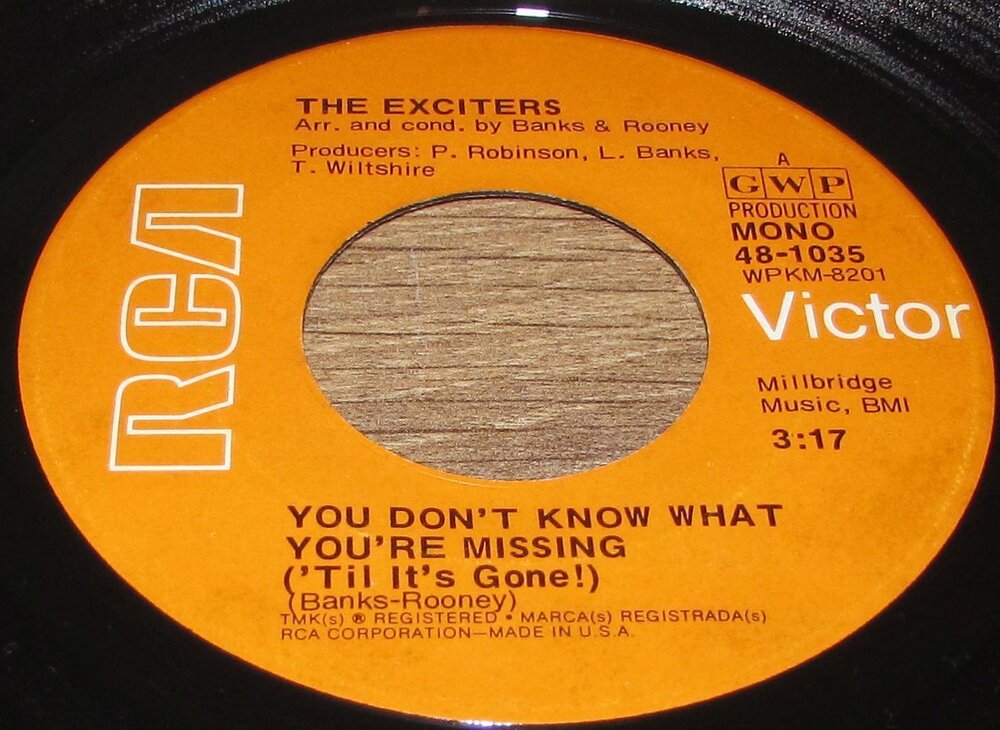 THE EXCITERS
Arr. and cond. by Banks & Rooney
Producers: P. Robinson, L. Banks,
T. Wiltshire
A
GWP
PRODUCTION
MONO
48-1035
WPKM-8201
RCA
Victor
Millbridge
Music, BMI
3:17
YOU DON'T KNOW WHAT
YOU'RE MISSING
('Til It's Gone!)
(Banks-Rooney)
TMK(s) ® REGISTERED • MARCA(s) REGISTRADA(s)
RCA CORPORATION—MADE IN U.S.A.